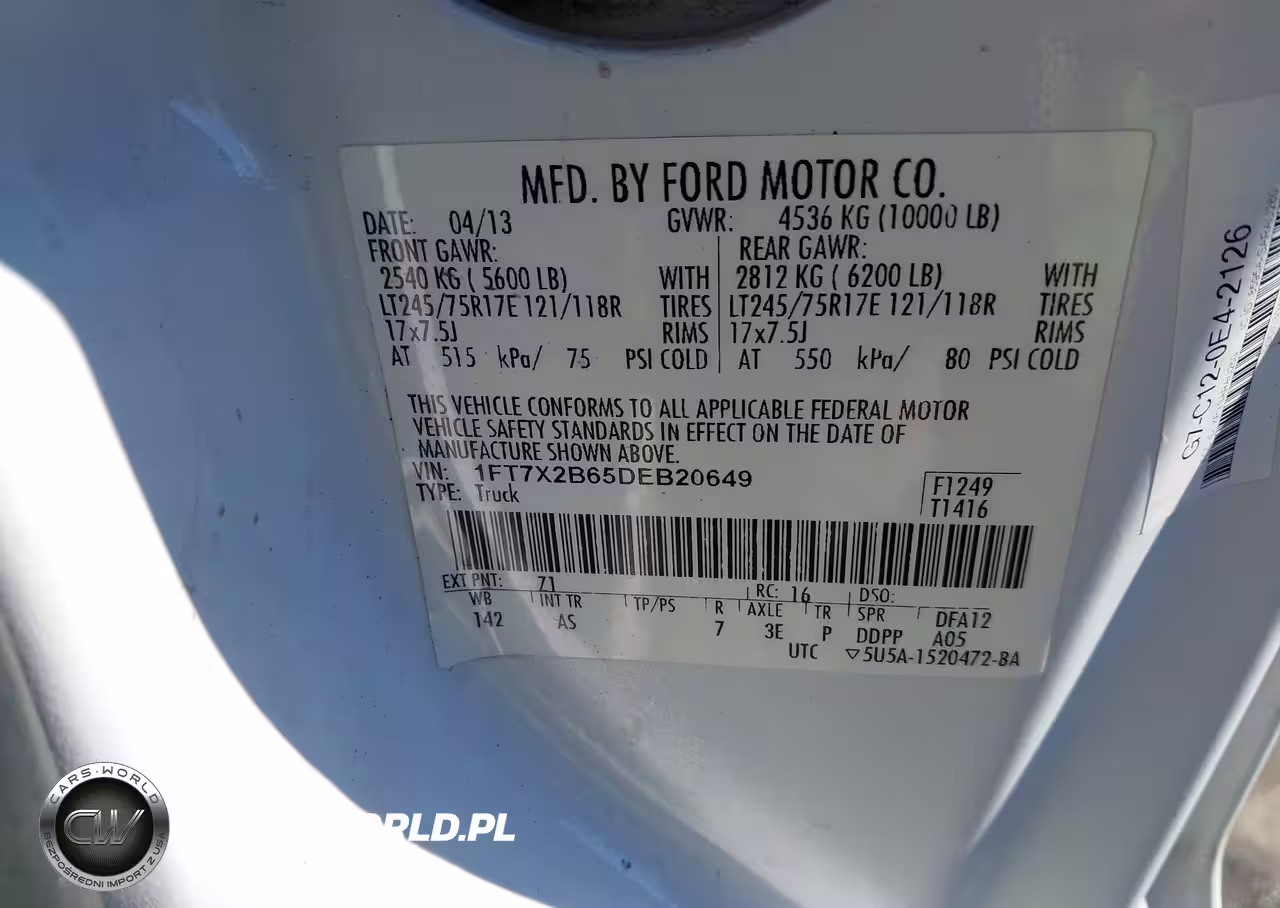 MFD. BY FORD MOTOR CO.
DATE: 04/13 GVWR: 4536 KG (10000 LB)
FRONT GAWR: REAR GAWR:
2540 KG ( 5600 LB) WITH 2812 KG ( 6200 LB) WITH
LT245/75R17E 121/118R TIRES LT245/75R17E 121/118R TIRES
17x7.5J RIMS 17x7.5J RIMS
AT 515 kPa/ 75 PSI COLD AT 550 kPa/ 80 PSI COLD
THIS VEHICLE CONFORMS TO ALL APPLICABLE FEDERAL MOTOR
VEHICLE SAFETY STANDARDS IN EFFECT ON THE DATE OF
MANUFACTURE SHOWN ABOVE.
VIN: 1FT7X2B65DEB20649
TYPE: Truck
F1249
T1416
EXT PNT: 71 RC: 16 DSO:
WB INT TR TP/PS R AXLE TR SPR DFA12
142 AS 7 3E P DDPP A05
UTC ▽5U5A-1520472-BA
G7-C12-0E4-2126
CARS-WORLD
CW
BEZPOŚREDNI IMPORT Z USA
ORLD.PL